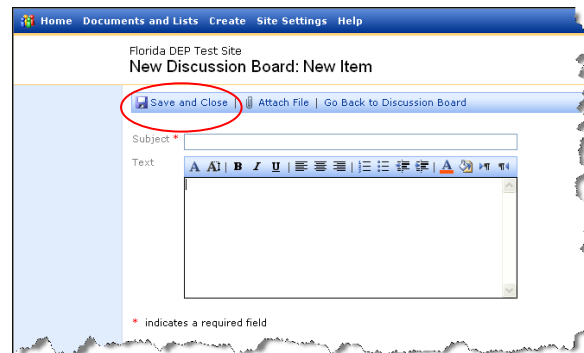 Home Documents and Lists Create Site Settings Help
Florida DEP Test Site
New Discussion Board: New Item
Save and Close | Attach File | Go Back to Discussion Board
Subject *
Text
A A | B I U | A
* indicates a required field